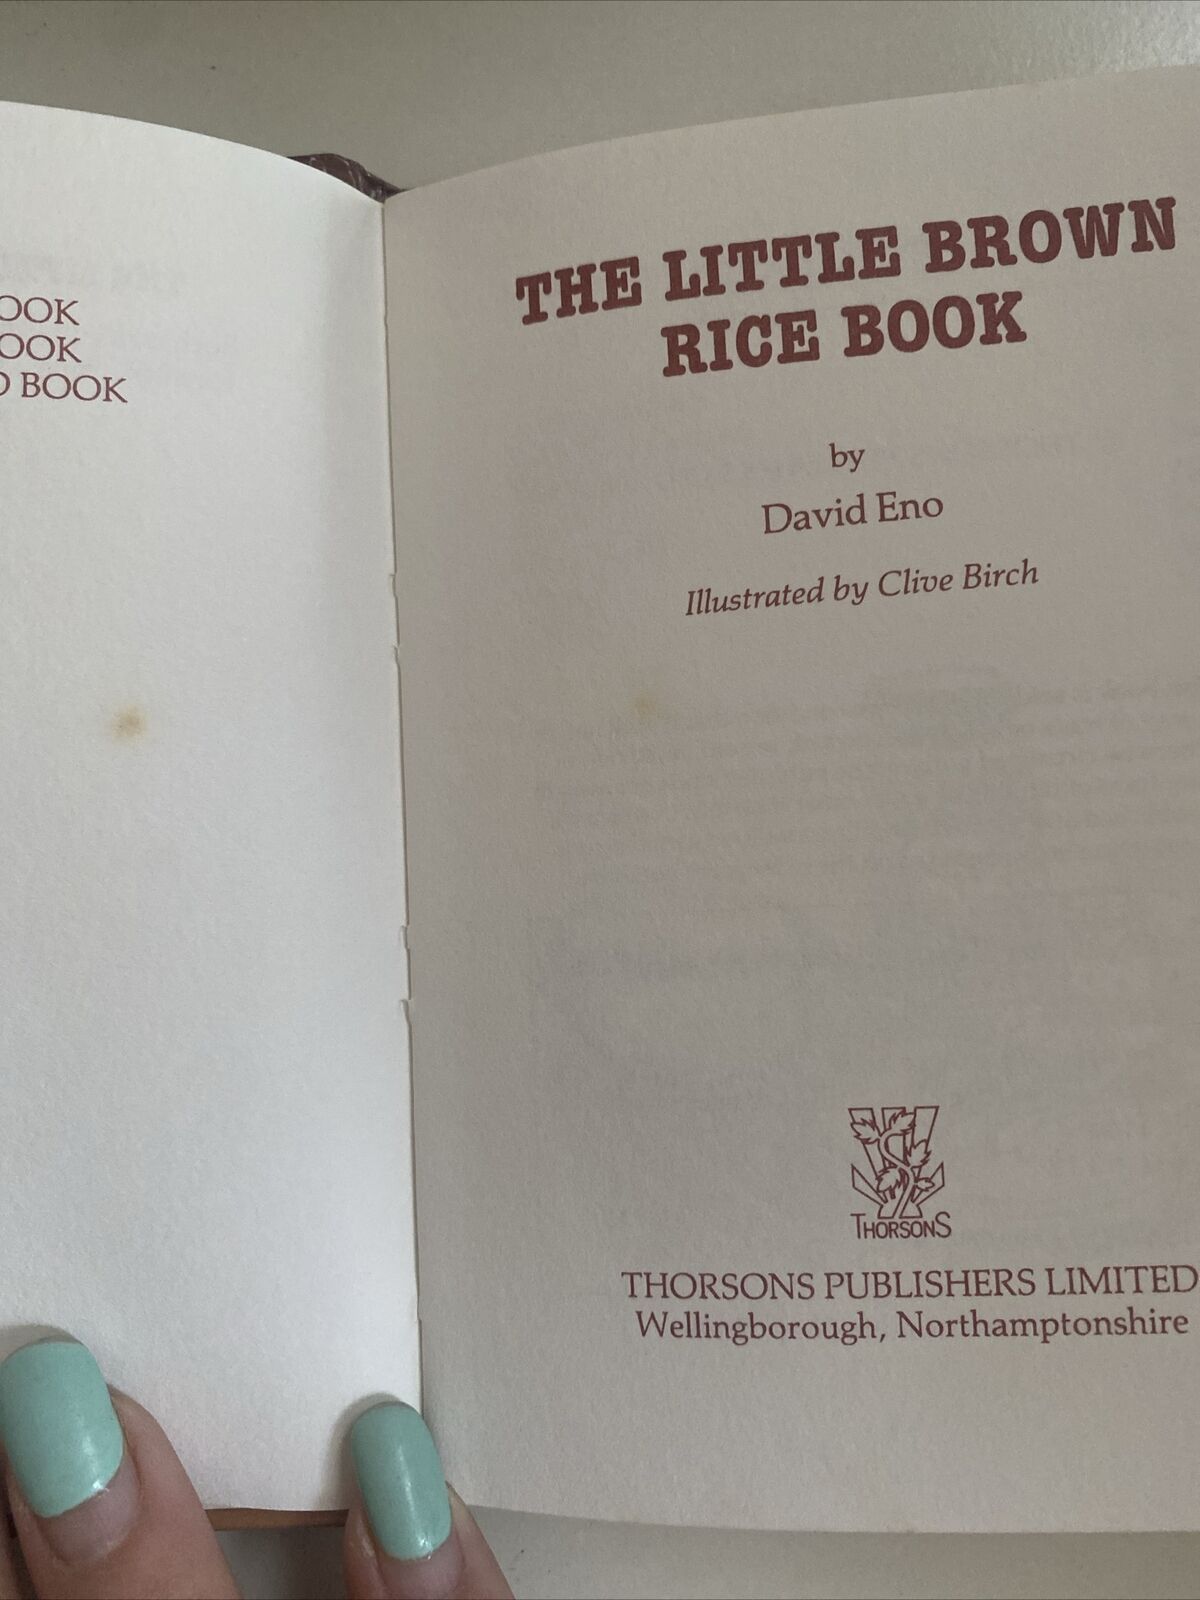 OOK
OOK
BOOK
THE LITTLE BROWN
RICE BOOK
by
David Eno
Illustrated by Clive Birch
THORSONS
THORSONS PUBLISHERS LIMITED
Wellingborough, Northamptonshire